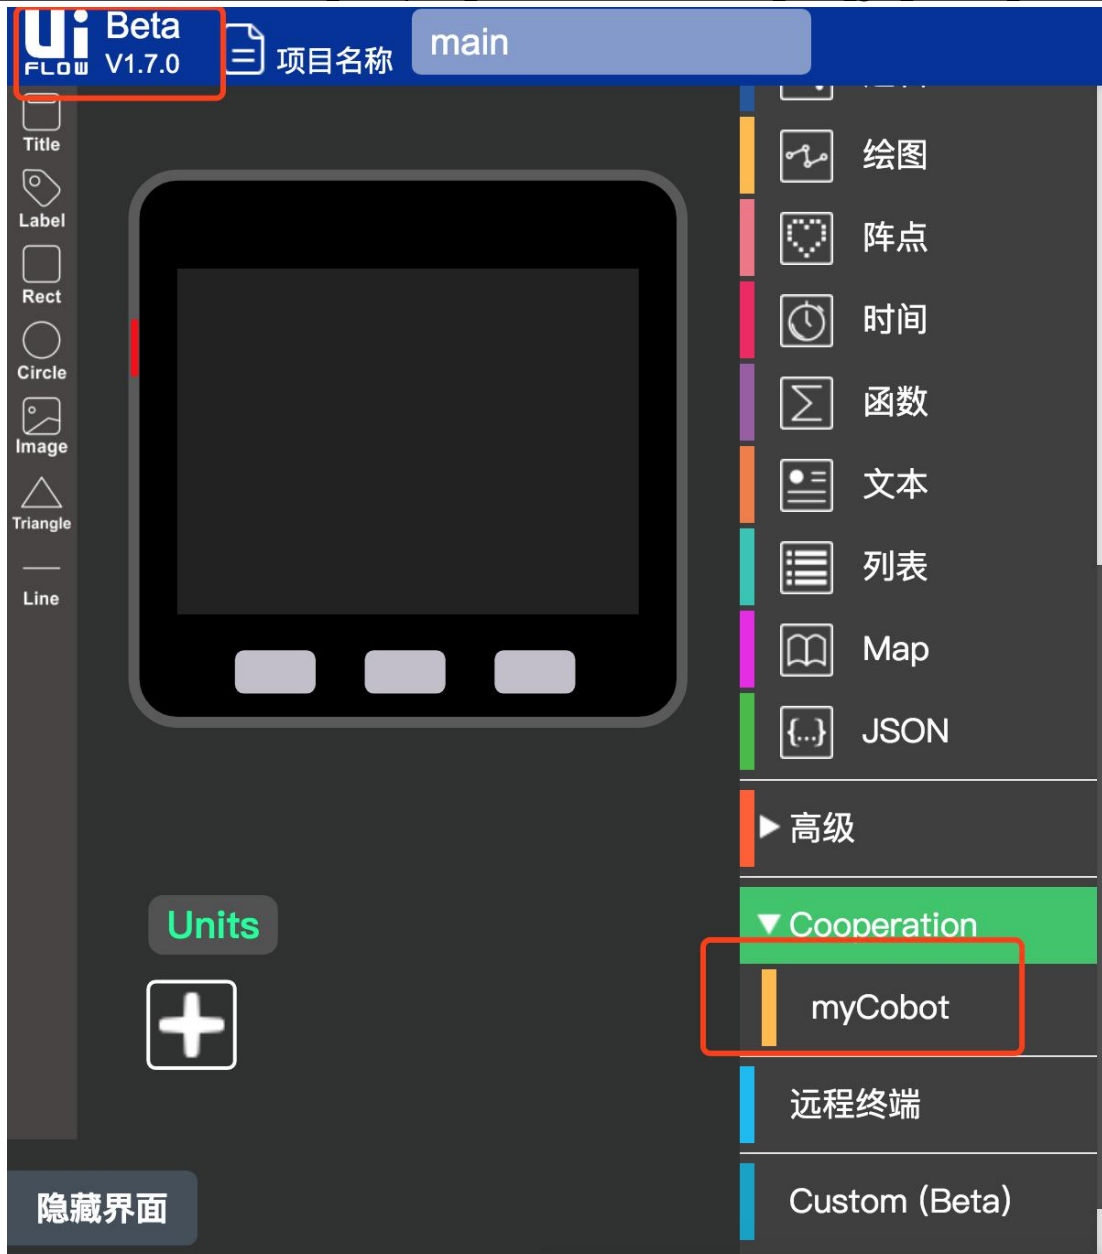 Ui
FLOW
Beta
V1.7.0
项目名称
main
Title
Label
Rect
Circle
Image
Triangle
Line
绘图
阵点
时间
函数
文本
列表
Map
{...} JSON
高级
Units
Cooperation
myCobot
远程终端
Custom (Beta)
隐藏界面